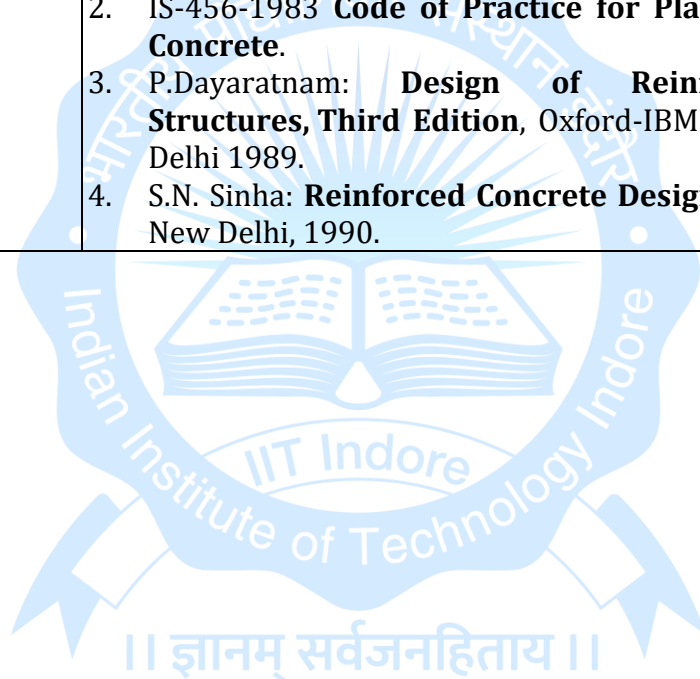 2. IS-456-1983 Code of Practice for Pla
Concrete.
3. P.Dayaratnam: Design of Rein
Structures, Third Edition, Oxford-IBM
Delhi 1989.
4. S.N. Sinha: Reinforced Concrete Desig
New Delhi, 1990.
भारतीय प्रौद्योगिकी संस्थान इंदौर
Indian Institute of Technology Indore
IIT Indore
।। ज्ञानम् सर्वजनहिताय ।।